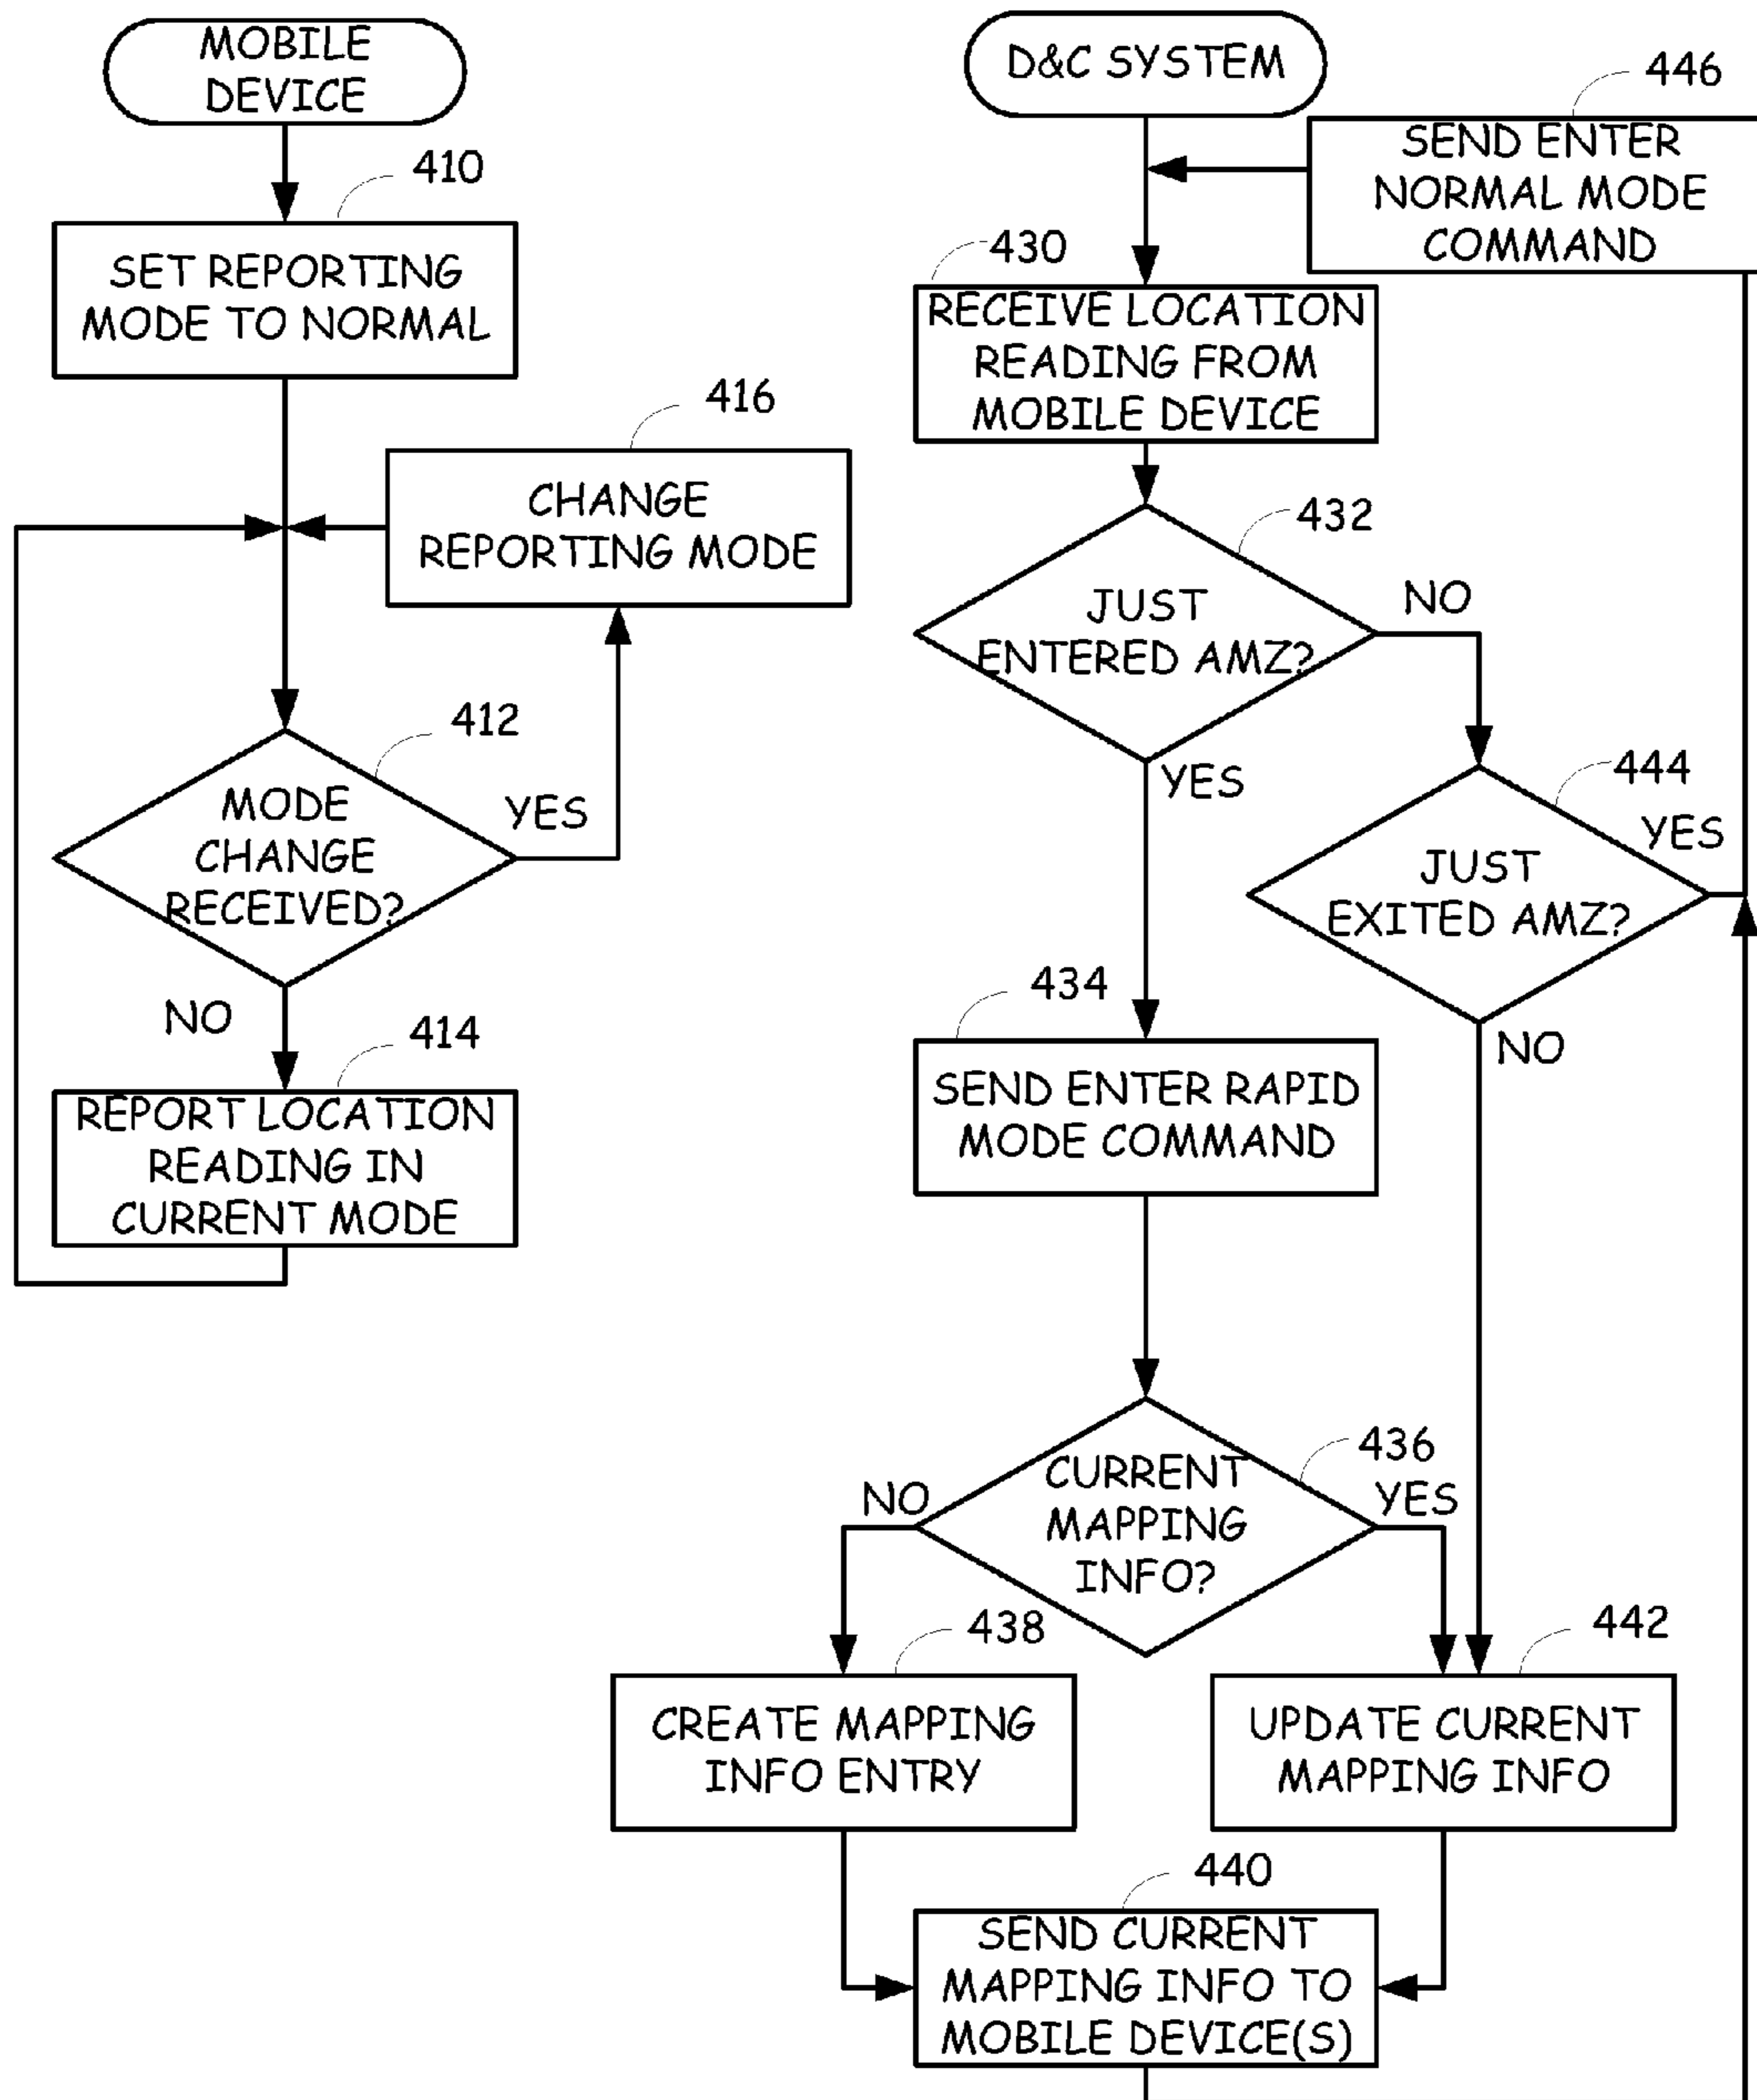 MOBILE
DEVICE
410
SET REPORTING
MODE TO NORMAL
416
CHANGE
REPORTING MODE
412
MODE
CHANGE
RECEIVED?
YES
NO
414
REPORT LOCATION
READING IN
CURRENT MODE
D&C SYSTEM
446
SEND ENTER
NORMAL MODE
COMMAND
430
RECEIVE LOCATION
READING FROM
MOBILE DEVICE
432
JUST
ENTERED AMZ?
NO
YES
444
YES
JUST
EXITED AMZ?
NO
434
SEND ENTER RAPID
MODE COMMAND
436
CURRENT
MAPPING
INFO?
NO
YES
438
CREATE MAPPING
INFO ENTRY
442
UPDATE CURRENT
MAPPING INFO
440
SEND CURRENT
MAPPING INFO TO
MOBILE DEVICE(S)